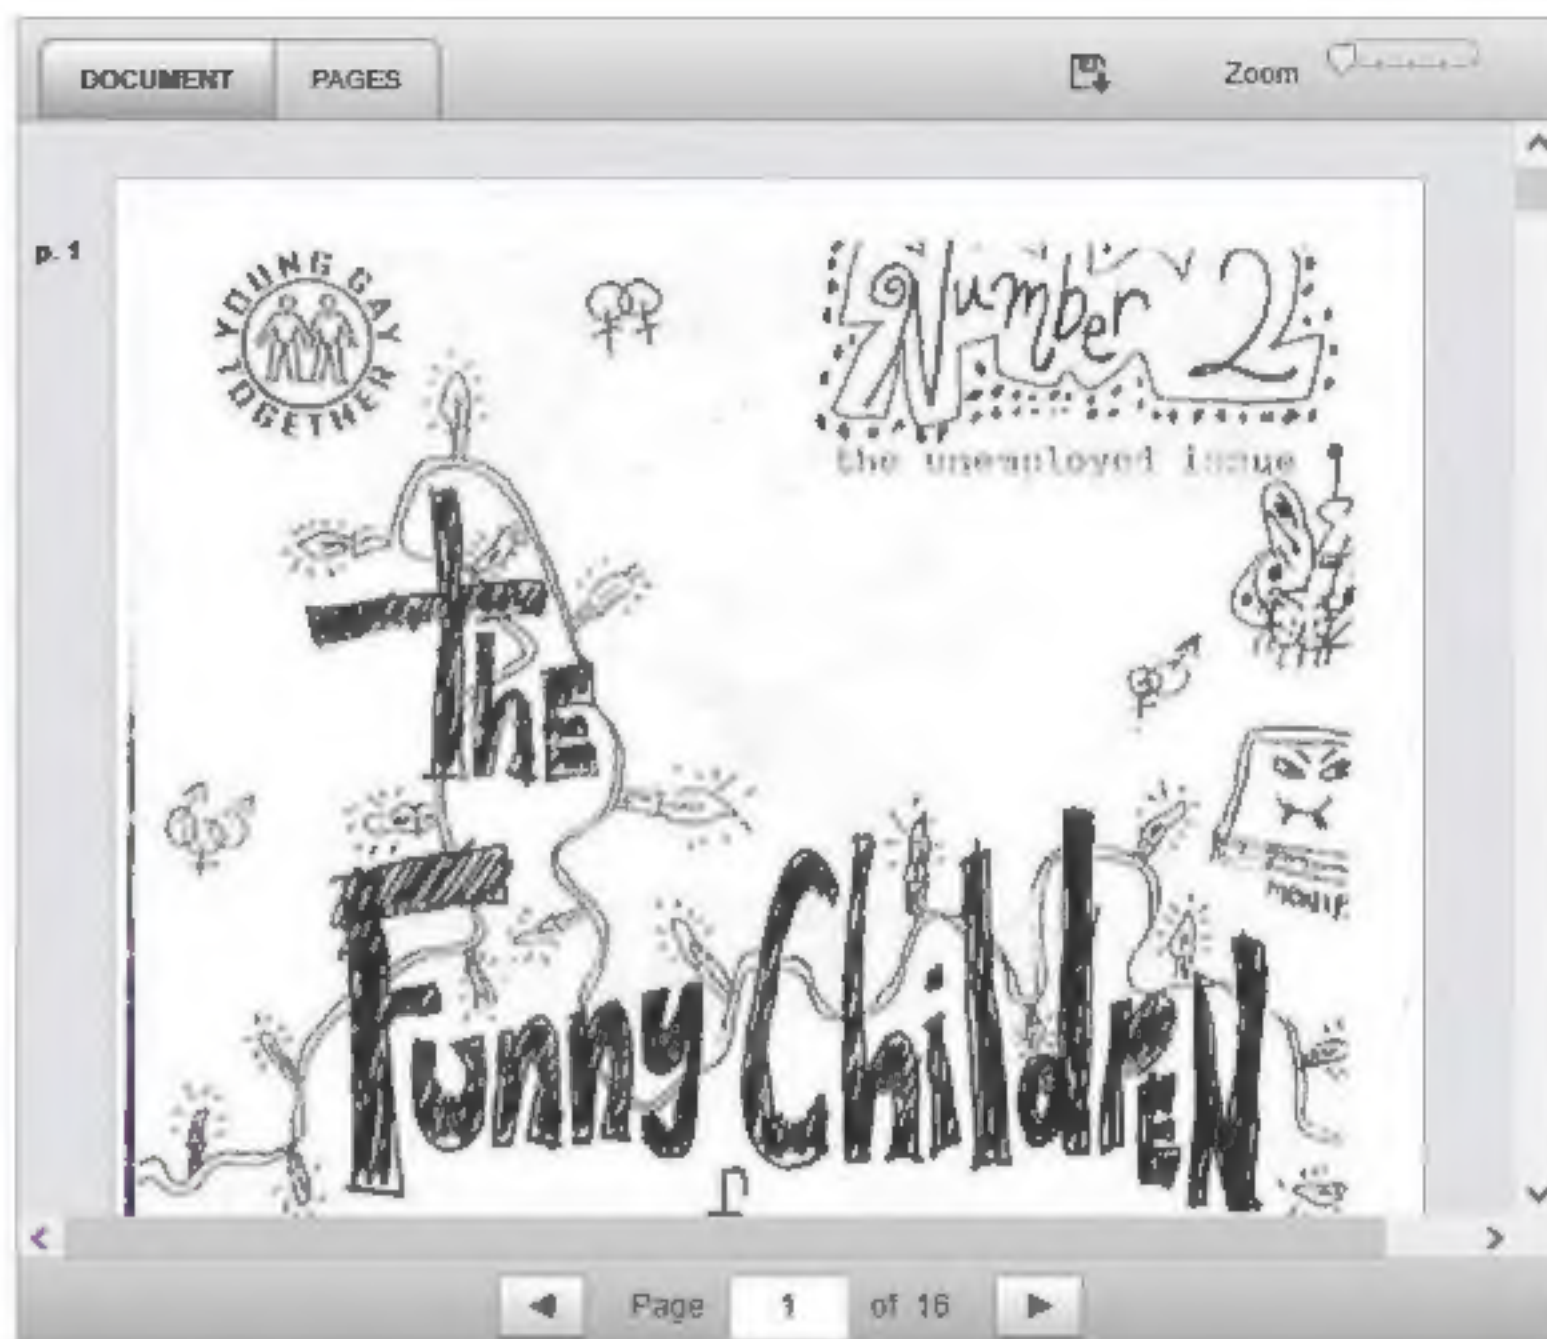 DOCUMENT PAGES Zoom
p. 1
YOUNG GAY TOGETHER
Number 2
the unemployed issue
The
MOVIE
Funny Children
Page 1 of 16